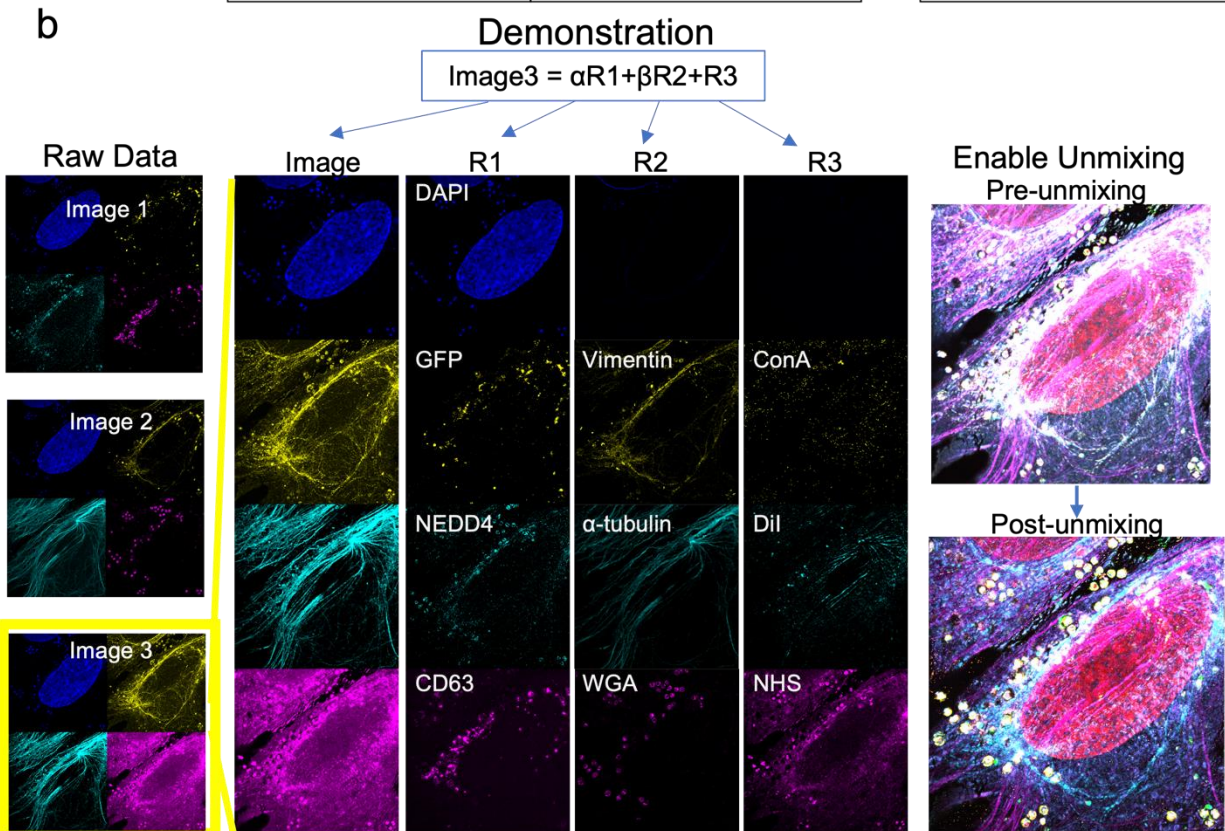 b
Demonstration
Image3 = αR1+βR2+R3
Raw Data
Image
R1
R2
R3
Enable Unmixing
Pre-unmixing
Image 1
DAPI
GFP
Vimentin
ConA
Image 2
NEDD4
α-tubulin
DiI
Post-unmixing
Image 3
CD63
WGA
NHS